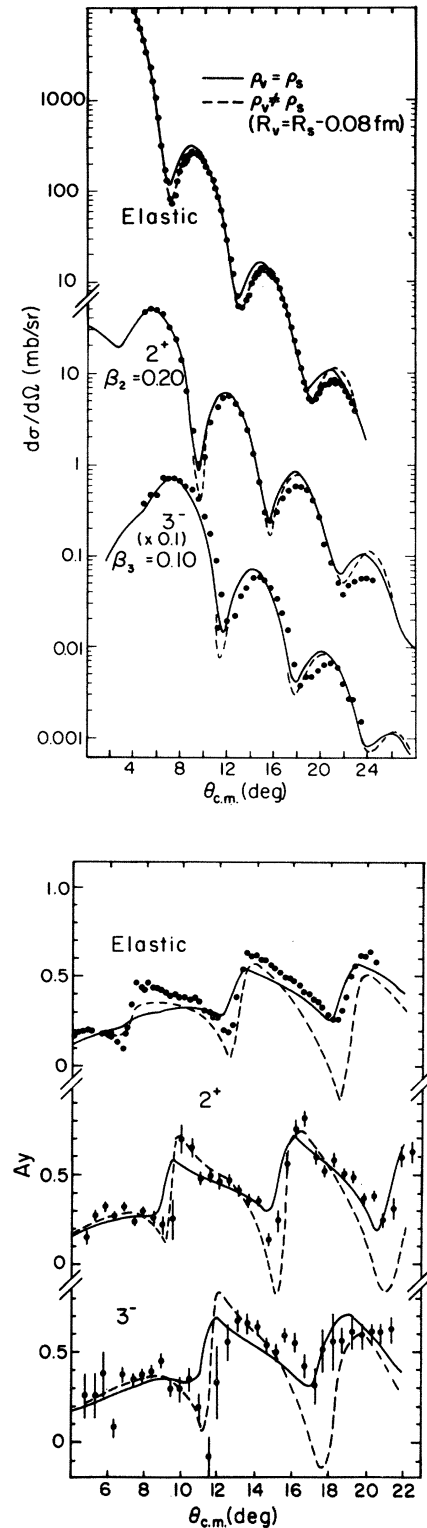 1000
100
10
10
1
0.1
0.01
0.001
dσ/dΩ (mb/sr)
ρᵥ = ρₛ
ρᵥ ≠ ρₛ
(Rᵥ = Rₛ - 0.08 fm)
Elastic
2⁺
β₂ = 0.20
3⁻
(x 0.1)
β₃ = 0.10
4 8 12 16 20 24
θc.m.(deg)
1.0
0.5
0
0.5
0
0.5
0
Ay
Elastic
2⁺
3⁻
4 6 8 10 12 14 16 18 20 22
θc.m.(deg)